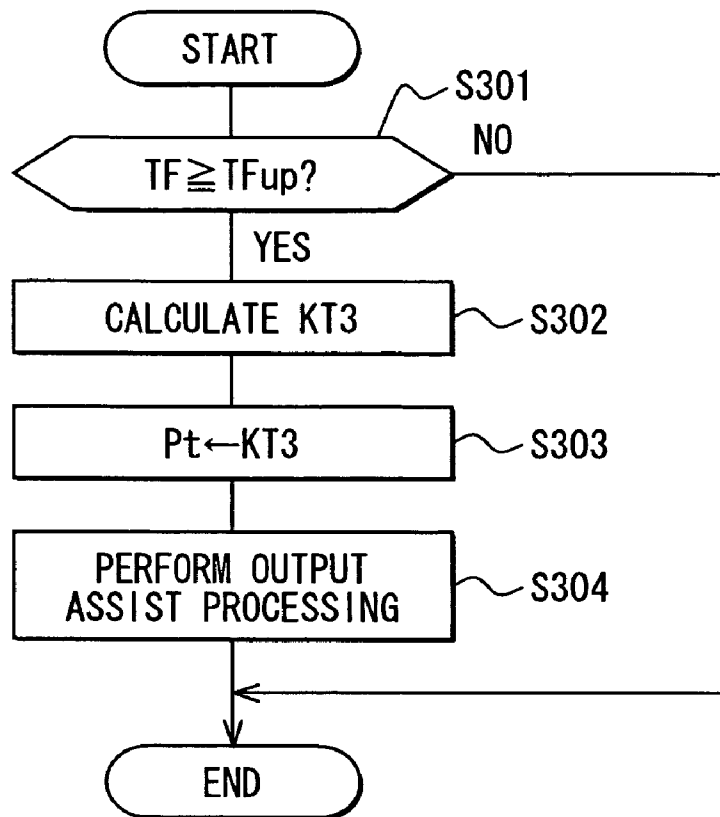 START
S301
TF≧TFup?
NO
YES
CALCULATE KT3
S302
Pt←KT3
S303
PERFORM OUTPUT
ASSIST PROCESSING
S304
END